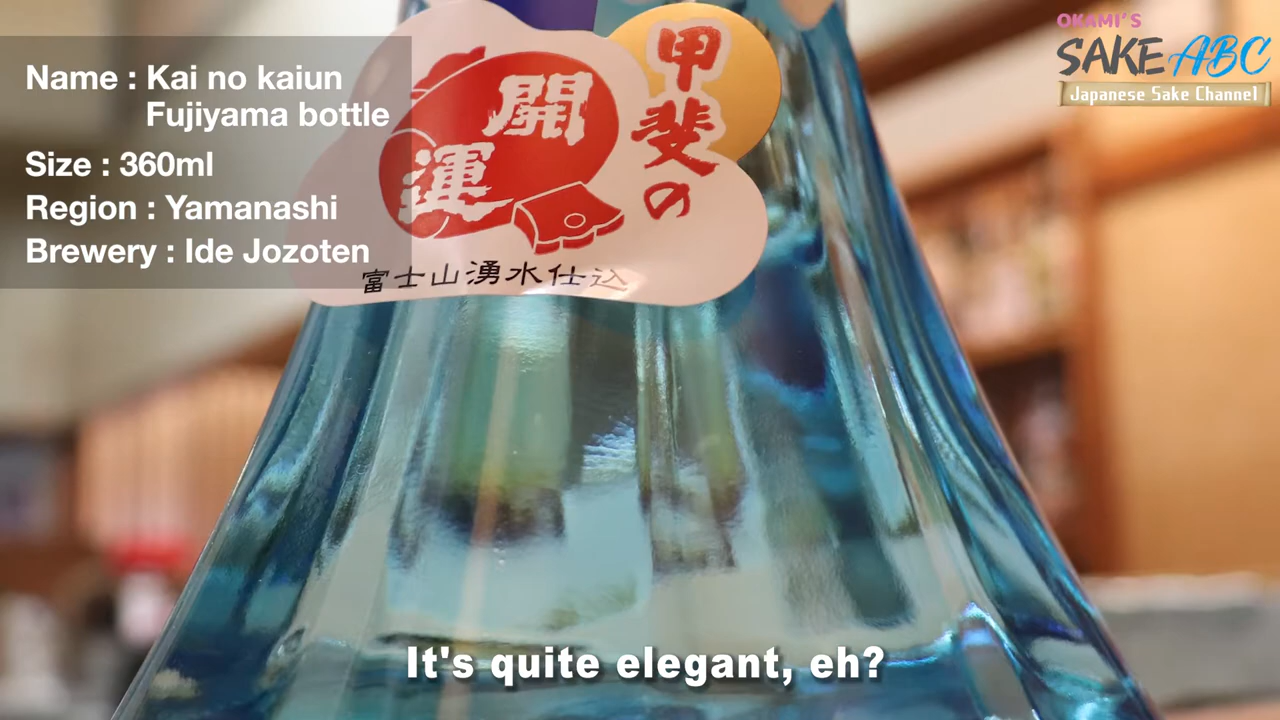 Name : Kai no kaiun
Fujiyama bottle
Size : 360ml
Region : Yamanashi
Brewery : Ide Jozoten
甲斐の
開運
富士山湧水仕込
OKAMI'S
SAKE ABC
Japanese Sake Channel
It's quite elegant, eh?